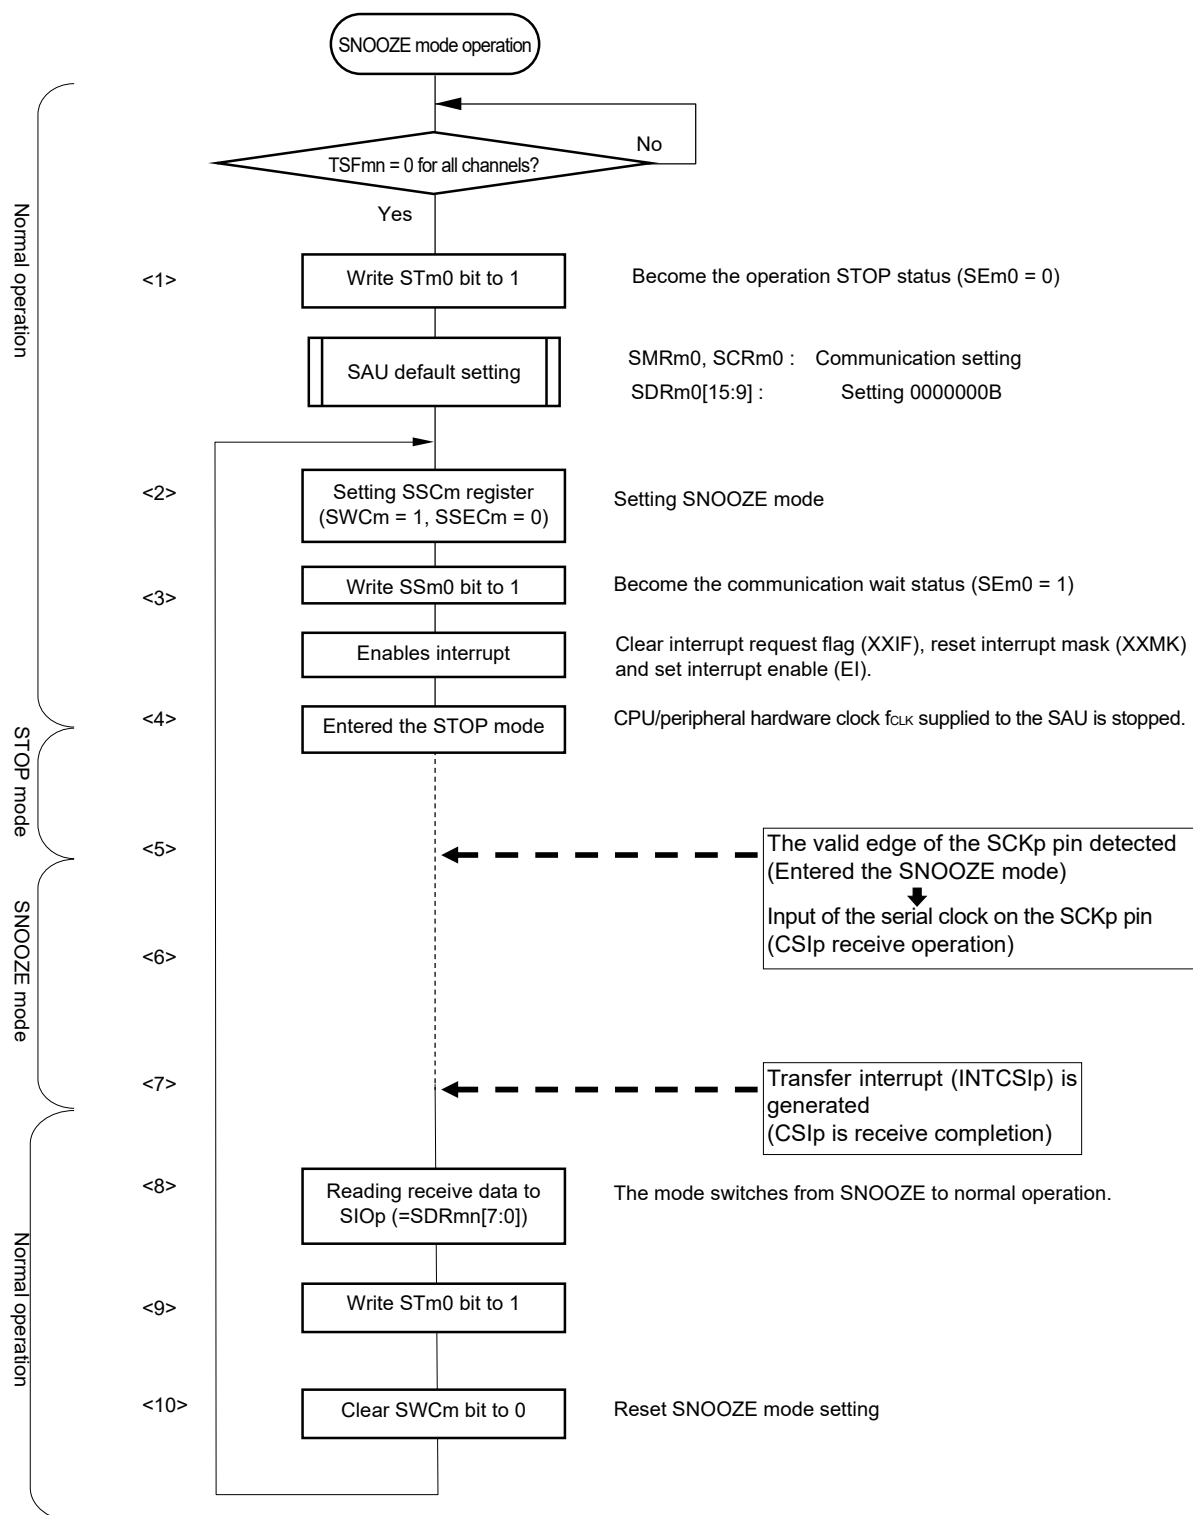 SNOOZE mode operation
No
TSFmn = 0 for all channels?
Yes
Normal operation
<1>
Write STm0 bit to 1
Become the operation STOP status (SEm0 = 0)
SAU default setting
SMRm0, SCRm0 : Communication setting
SDRm0[15:9] : Setting 0000000B
<2>
Setting SSCm register
(SWCm = 1, SSECm = 0)
Setting SNOOZE mode
<3>
Write SSm0 bit to 1
Become the communication wait status (SEm0 = 1)
Enables interrupt
Clear interrupt request flag (XXIF), reset interrupt mask (XXMK)
and set interrupt enable (EI).
<4>
Entered the STOP mode
CPU/peripheral hardware clock fCLK supplied to the SAU is stopped.
STOP mode
<5>
The valid edge of the SCKp pin detected
(Entered the SNOOZE mode)
Input of the serial clock on the SCKp pin
(CSIp receive operation)
SNOOZE mode
<6>
<7>
Transfer interrupt (INTCSIp) is
generated
(CSIp is receive completion)
<8>
Reading receive data to
SIOp (=SDRmn[7:0])
The mode switches from SNOOZE to normal operation.
Normal operation
<9>
Write STm0 bit to 1
<10>
Clear SWCm bit to 0
Reset SNOOZE mode setting